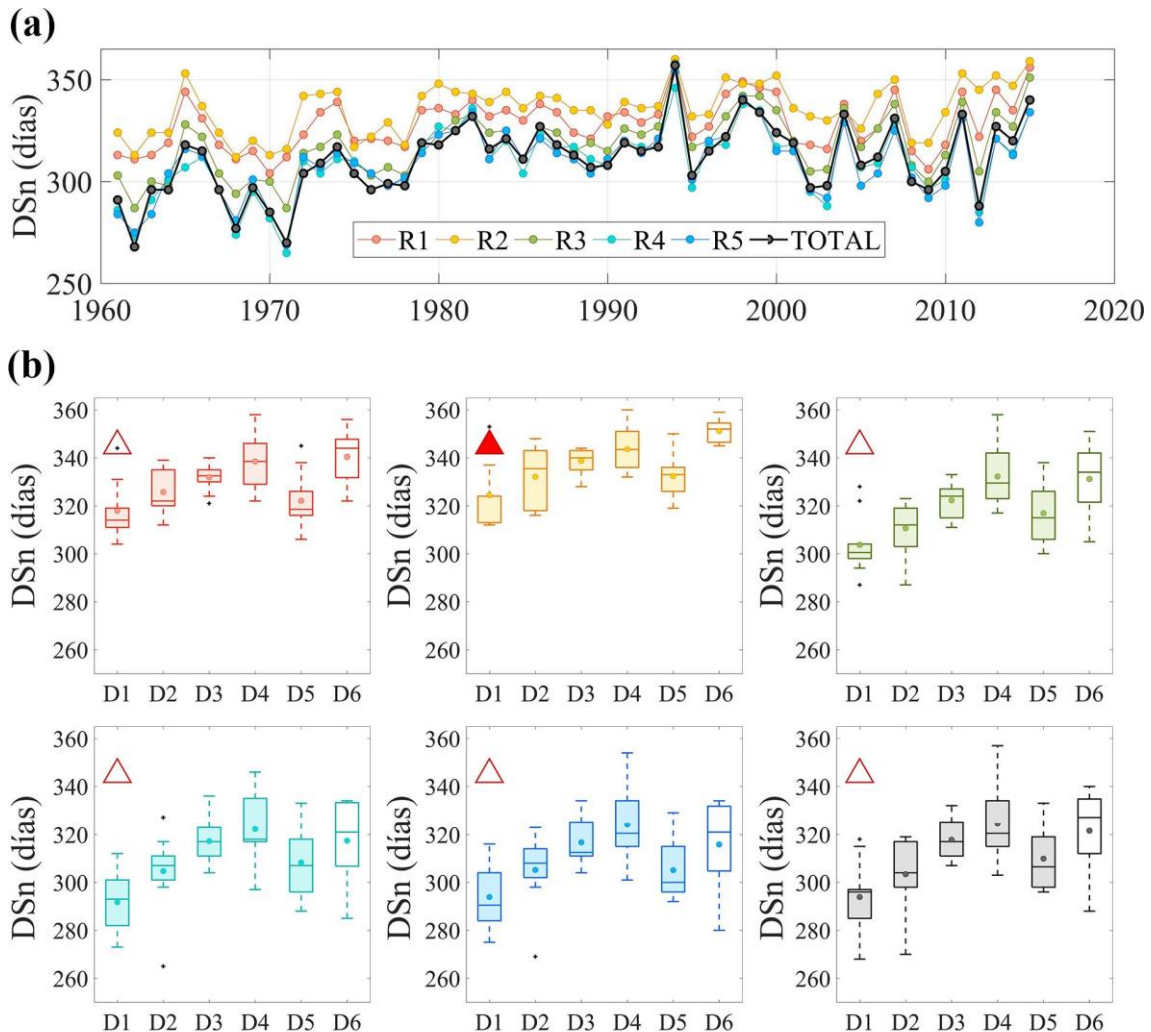 (a)
DSn (días)
350
300
250
R1 R2 R3 R4 R5 TOTAL
1960 1970 1980 1990 2000 2010 2020
(b)
DSn (días)
360
340
320
300
280
260
D1 D2 D3 D4 D5 D6
DSn (días)
360
340
320
300
280
260
D1 D2 D3 D4 D5 D6
DSn (días)
360
340
320
300
280
260
D1 D2 D3 D4 D5 D6
DSn (días)
360
340
320
300
280
260
D1 D2 D3 D4 D5 D6
DSn (días)
360
340
320
300
280
260
D1 D2 D3 D4 D5 D6
DSn (días)
360
340
320
300
280
260
D1 D2 D3 D4 D5 D6